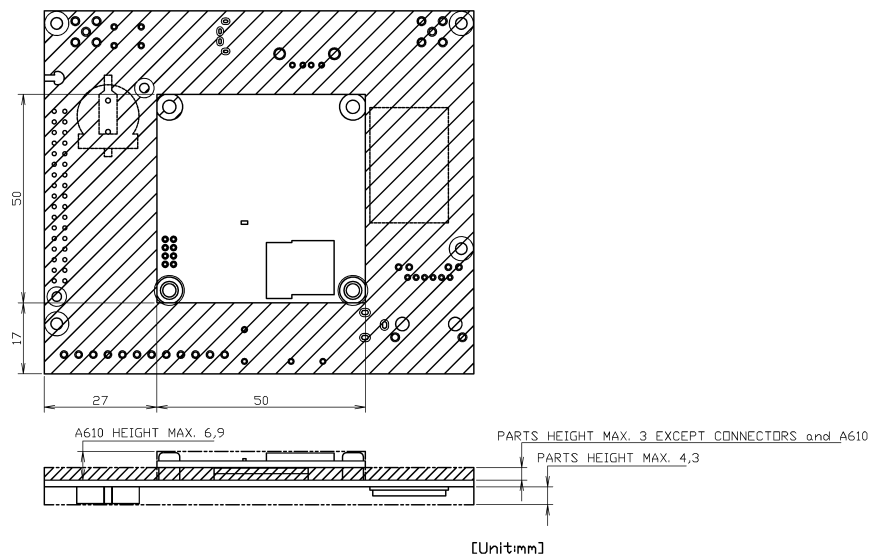 50
17
27
50
A610 HEIGHT MAX. 6,9
PARTS HEIGHT MAX. 3 EXCEPT CONNECTORS and A610
PARTS HEIGHT MAX. 4,3
[Unit:mm]